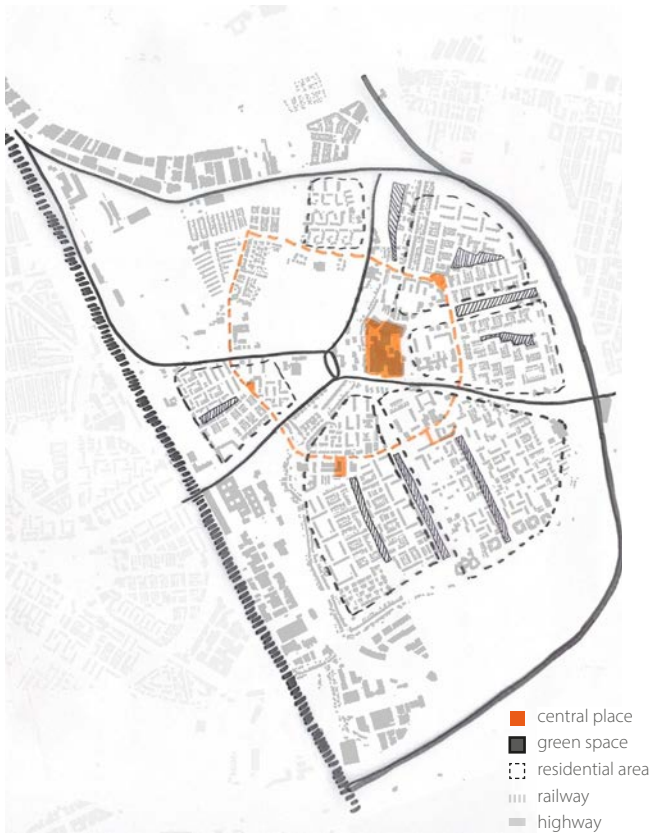 central place
green space
residential area
railway
highway